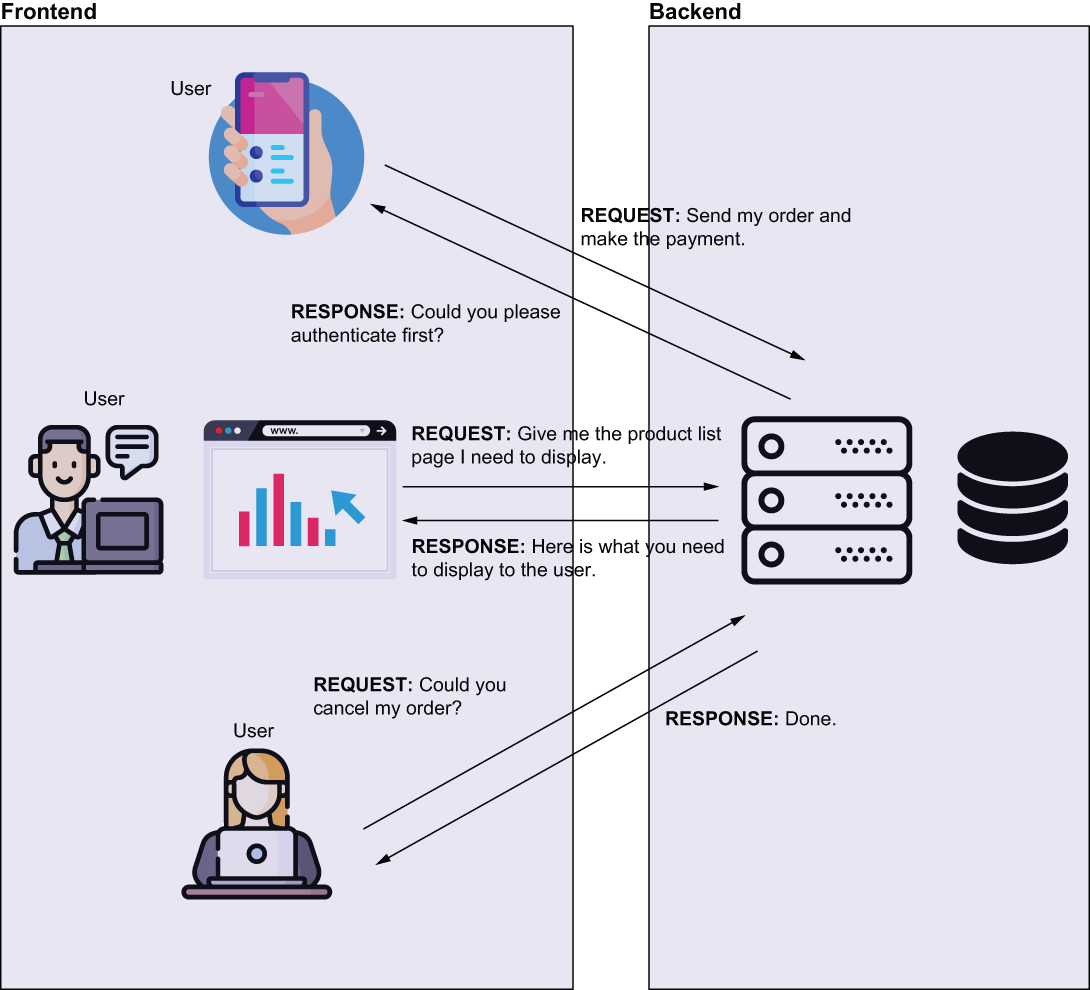 Frontend
Backend
User
REQUEST: Send my order and
make the payment.
RESPONSE: Could you please
authenticate first?
User
www.
REQUEST: Give me the product list
page I need to display.
RESPONSE: Here is what you need
to display to the user.
REQUEST: Could you
cancel my order?
RESPONSE: Done.
User